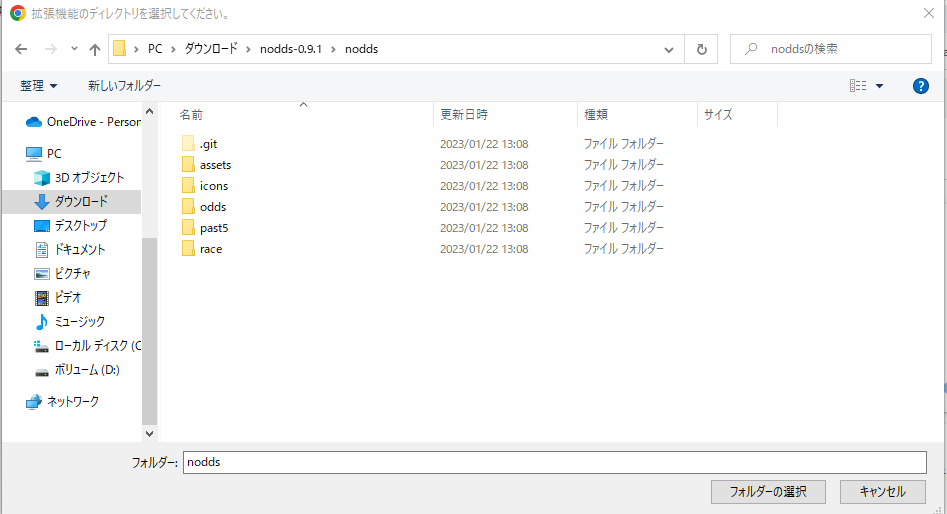 拡張機能のディレクトリを選択してください。
PC ダウンロード nodds-0.9.1 nodds
noddsの検索
整理 新しいフォルダー
名前 更新日時 種類 サイズ
OneDrive - Person
PC
3D オブジェクト
ダウンロード
デスクトップ
ドキュメント
ピクチャ
ビデオ
ミュージック
ローカル ディスク (C
ボリューム (D:)
ネットワーク
.git 2023/01/22 13:08 ファイル フォルダー
assets 2023/01/22 13:08 ファイル フォルダー
icons 2023/01/22 13:08 ファイル フォルダー
odds 2023/01/22 13:08 ファイル フォルダー
past5 2023/01/22 13:08 ファイル フォルダー
race 2023/01/22 13:08 ファイル フォルダー
フォルダー: nodds
フォルダーの選択 キャンセル